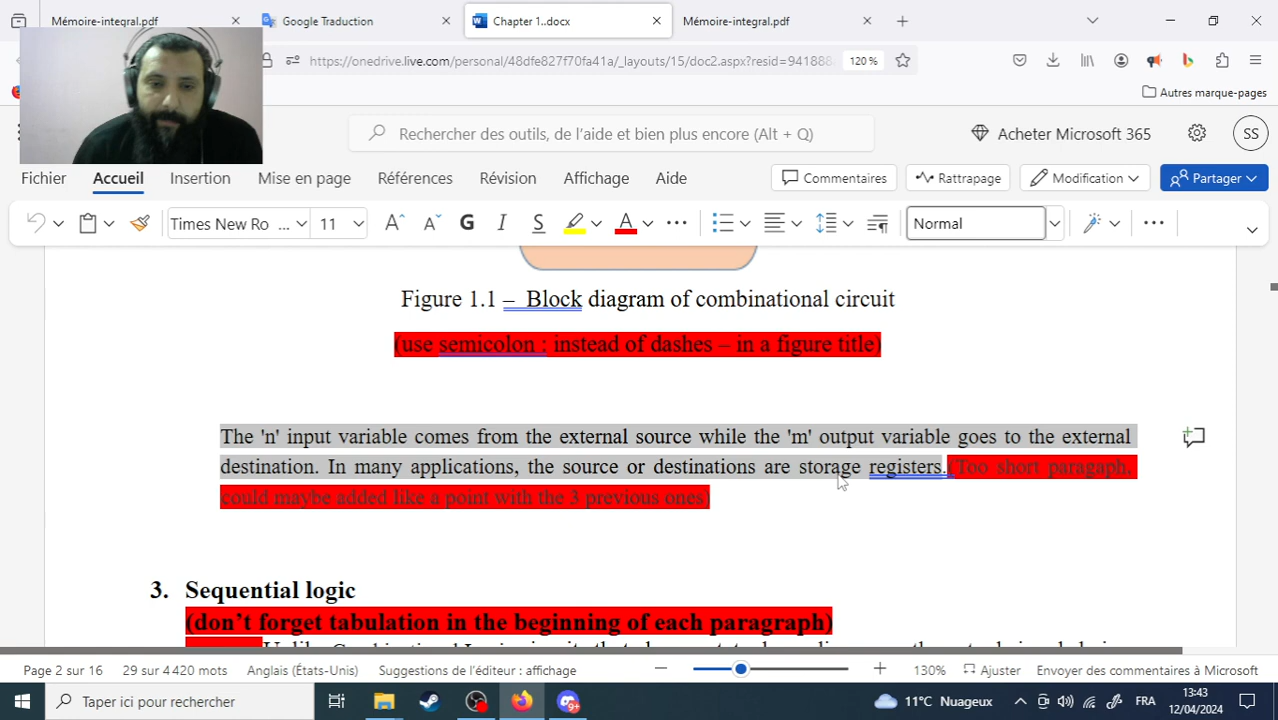 Mémoire-integral.pdf
Google Traduction
Chapter 1..docx
Mémoire-integral.pdf
https://onedrive.live.com/personal/48dfe827f70fa41a/_layouts/15/doc2.aspx?resid=941888
120 %
Autres marque-pages
Rechercher des outils, de l'aide et bien plus encore (Alt + Q)
Acheter Microsoft 365
SS
Fichier Accueil Insertion Mise en page Références Révision Affichage Aide
Commentaires
Rattrapage
Modification
Partager
Times New Ro ...
11
G I S
A
Normal
Figure 1.1 – Block diagram of combinational circuit
(use semicolon : instead of dashes – in a figure title)
The 'n' input variable comes from the external source while the 'm' output variable goes to the external
destination. In many applications, the source or destinations are storage registers.(Too short paragraph,
could maybe added like a point with the 3 previous ones)
3. Sequential logic
(don't forget tabulation in the beginning of each paragraph)
Page 2 sur 16
29 sur 4 420 mots
Anglais (États-Unis)
Suggestions de l'éditeur : affichage
130%
Ajuster
Envoyer des commentaires à Microsoft
Taper ici pour rechercher
11°C Nuageux
FRA
13:43
12/04/2024